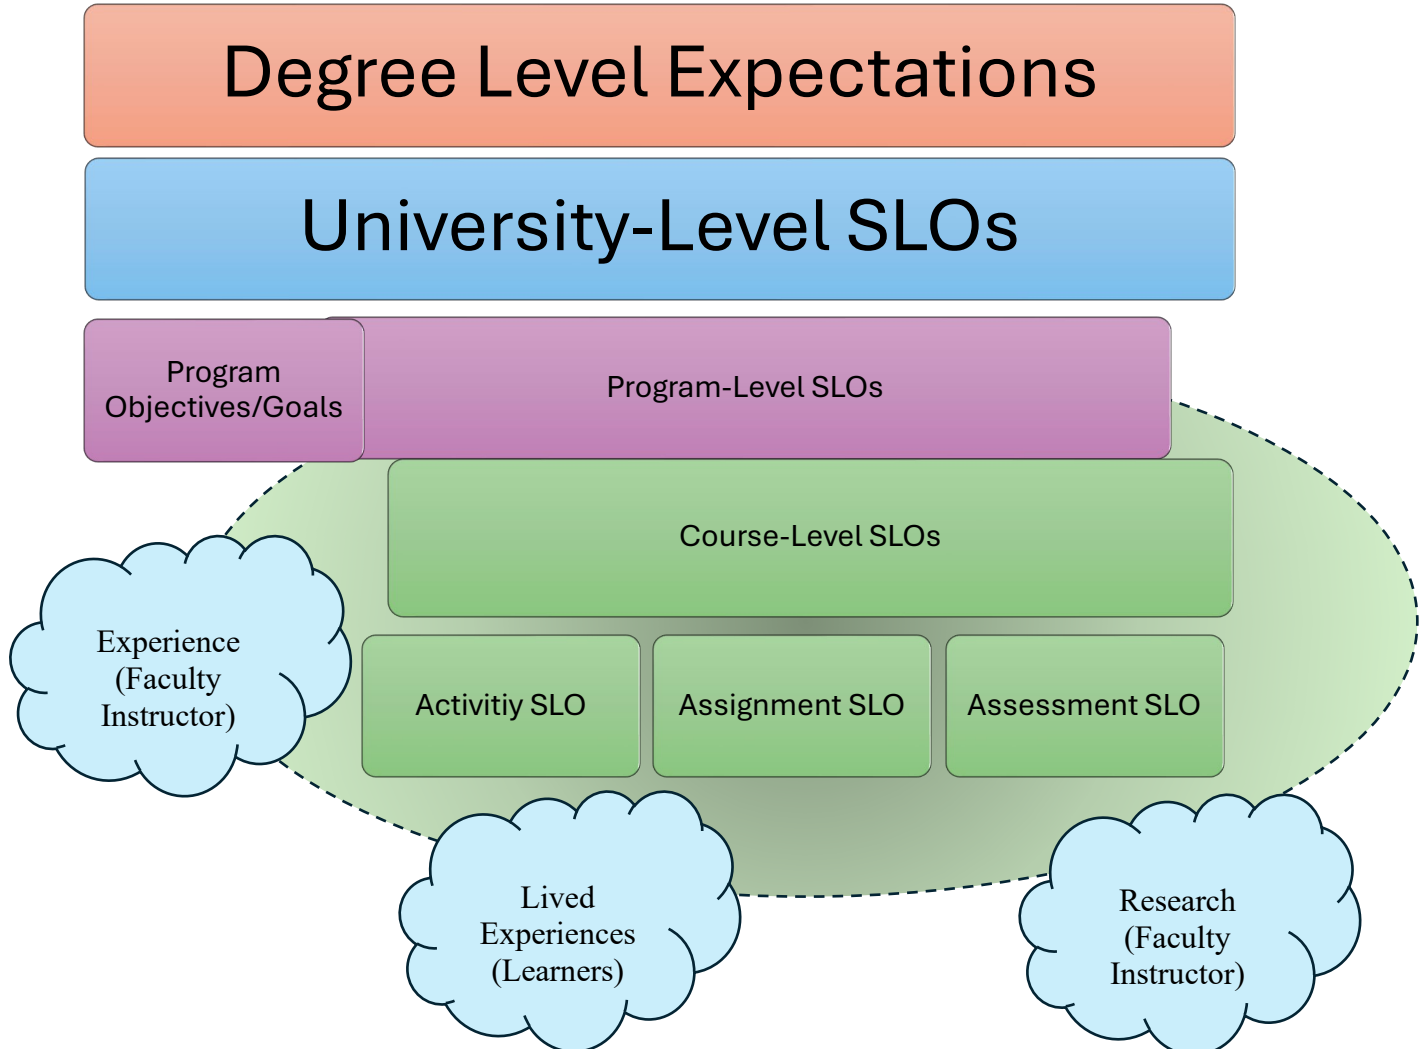 Degree Level Expectations
University-Level SLOs
Program
Objectives/Goals
Program-Level SLOs
Course-Level SLOs
Experience
(Faculty
Instructor)
Activitiy SLO
Assignment SLO
Assessment SLO
Lived
Experiences
(Learners)
Research
(Faculty
Instructor)